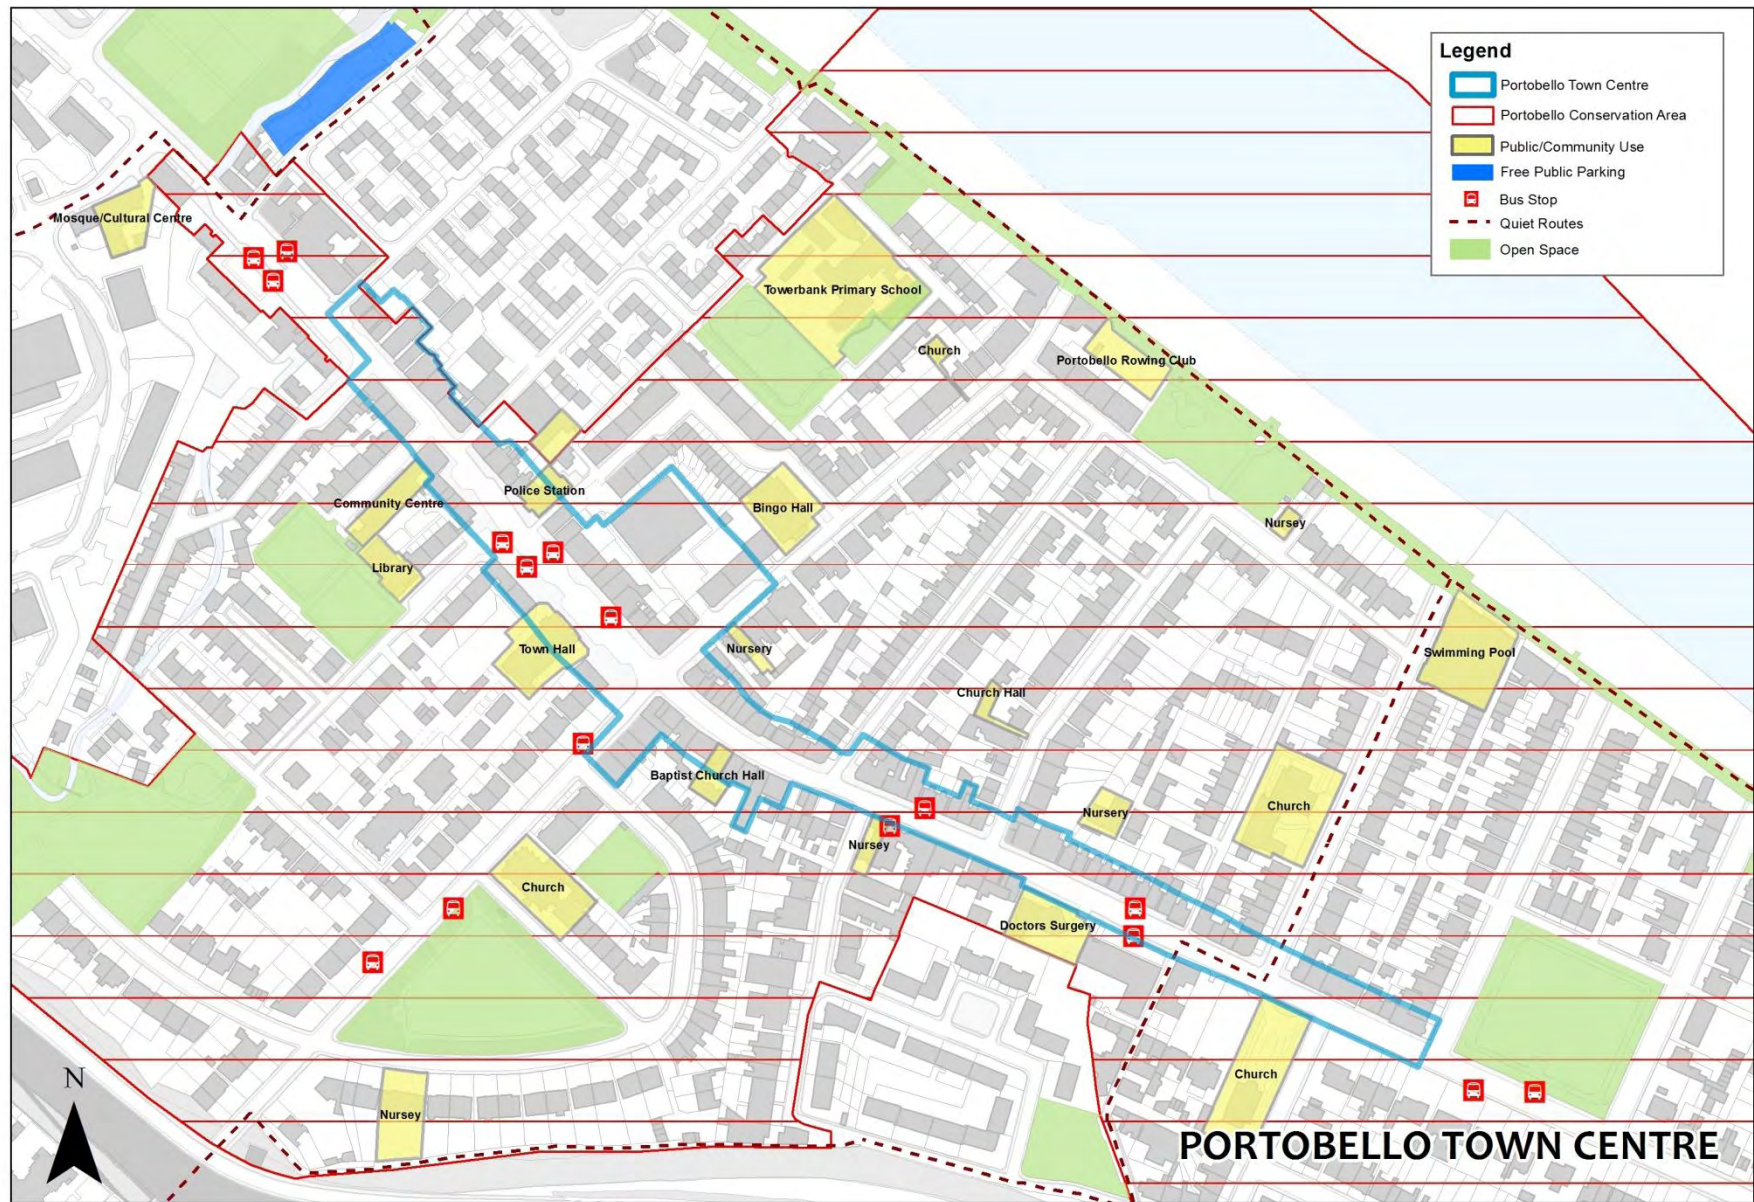 Legend
Portobello Town Centre
Portobello Conservation Area
Public/Community Use
Free Public Parking
Bus Stop
Quiet Routes
Open Space
Mosque/Cultural Centre
Towerbank Primary School
Church
Portobello Rowing Club
Police Station
Community Centre
Bingo Hall
Nursey
Library
Town Hall
Nursery
Swimming Pool
Church Hall
Baptist Church Hall
Church
Nursery
Nursey
Church
Doctors Surgery
Church
Nursey
N
PORTOBELLO TOWN CENTRE